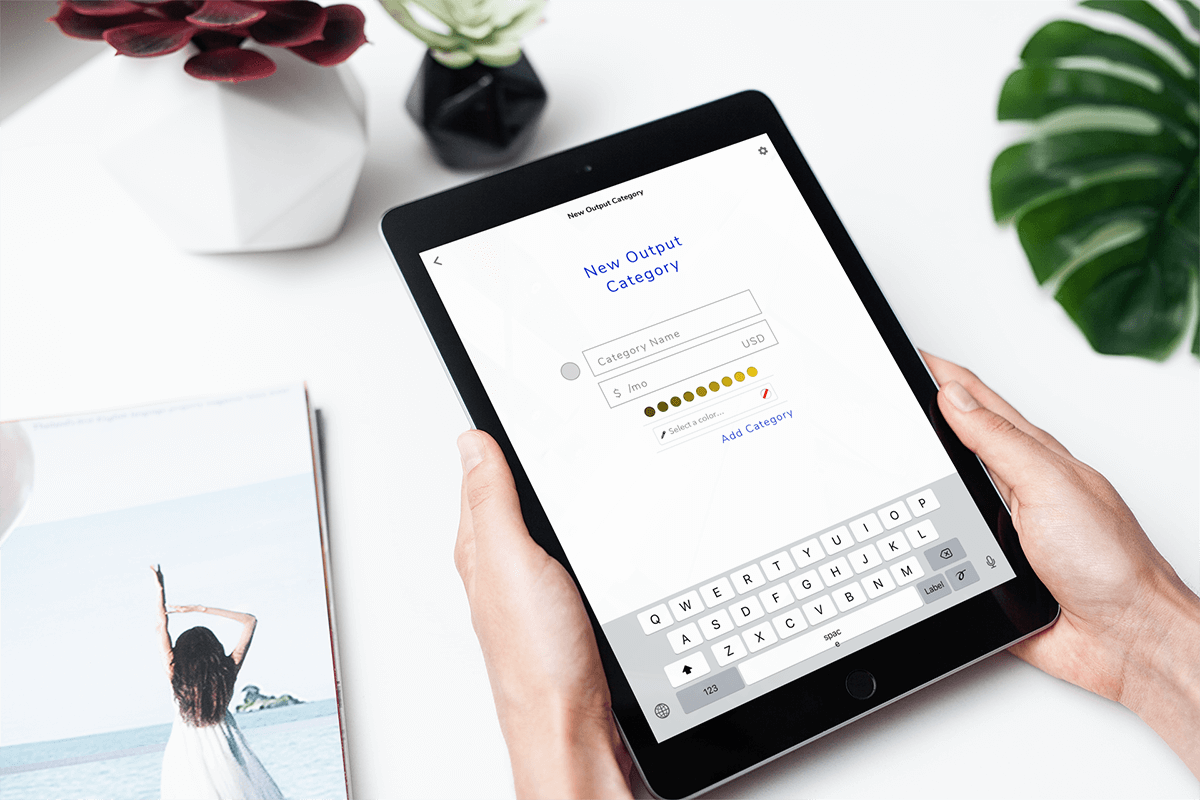 New Output Category
New Output
Category
Category Name
$ /mo USD
Select a color...
Add Category
Q W E R T Y U I O P
A S D F G H J K L
Z X C V B N M
123
spac
e
Label